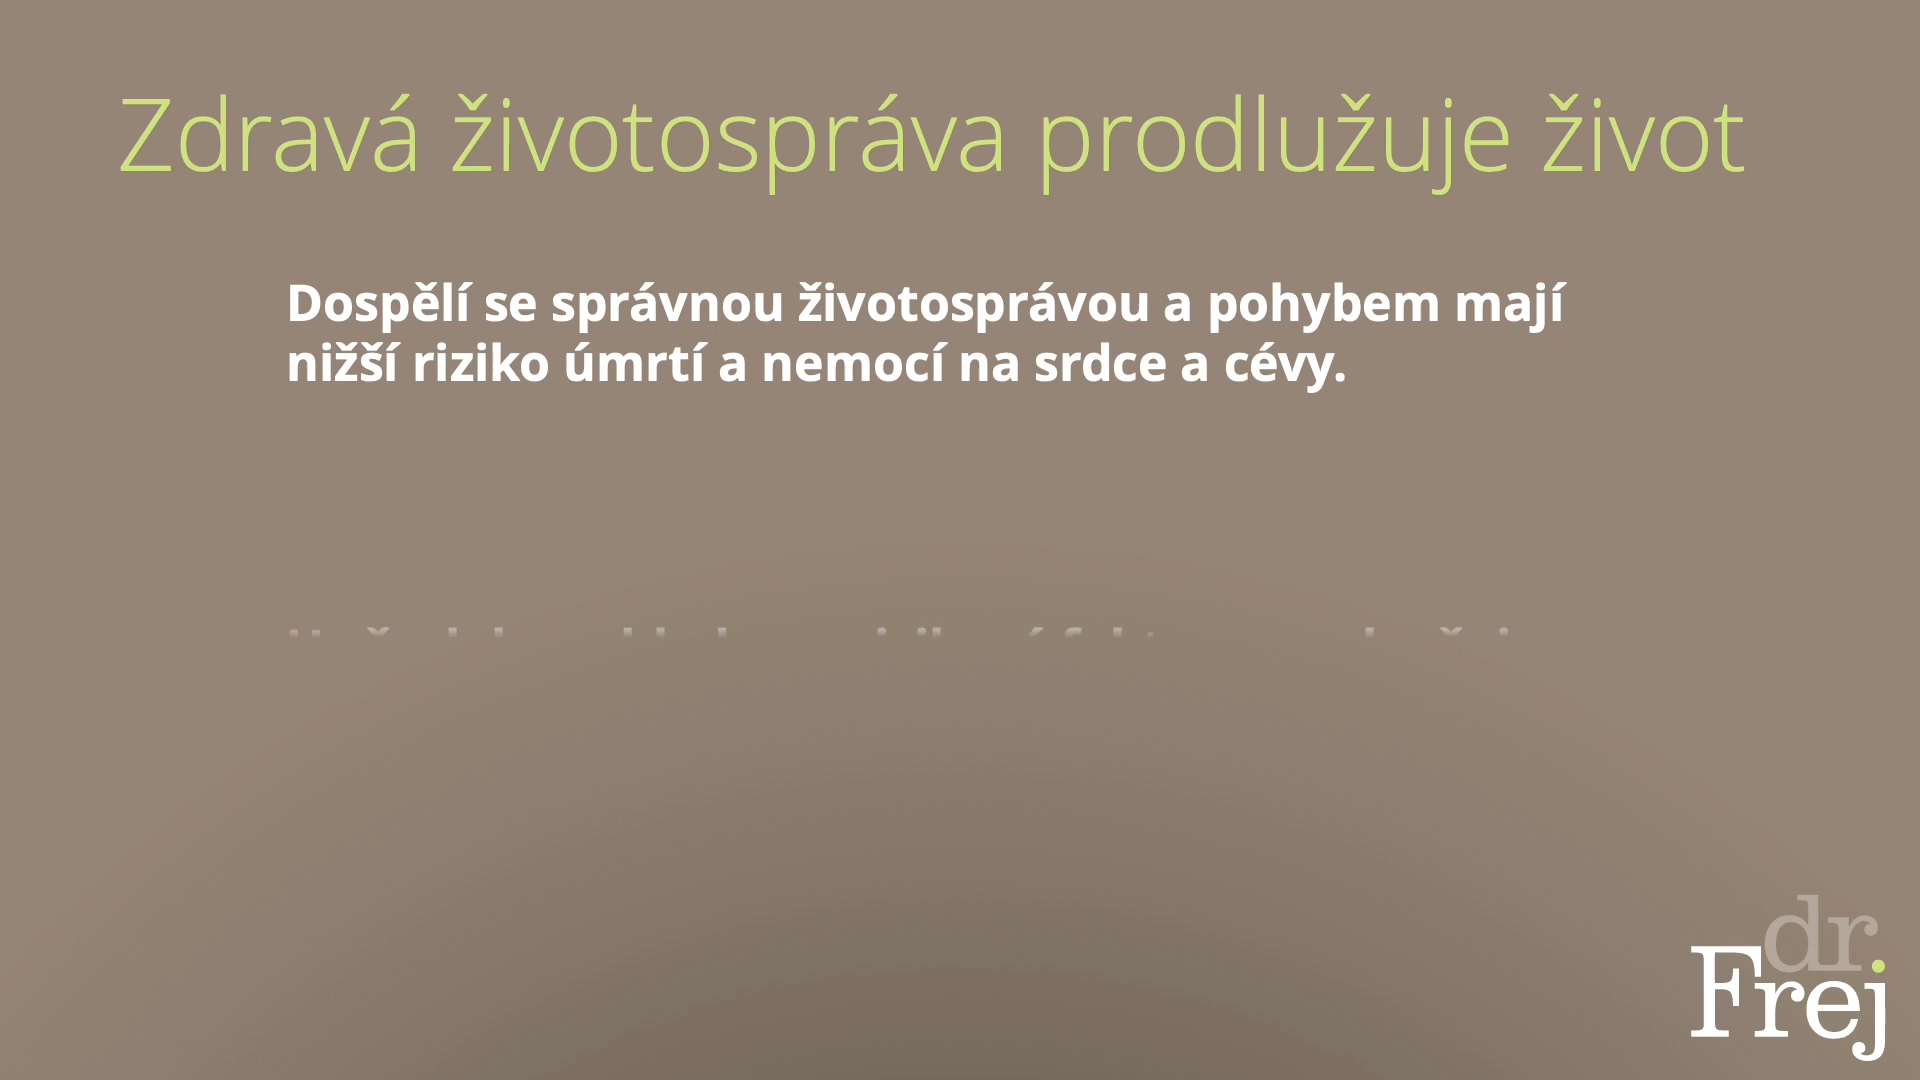 Zdravá životospráva prodlužuje život
Dospělí se správnou životosprávou a pohybem mají
nižší riziko úmrtí a nemocí na srdce a cévy.
dr.
Frej